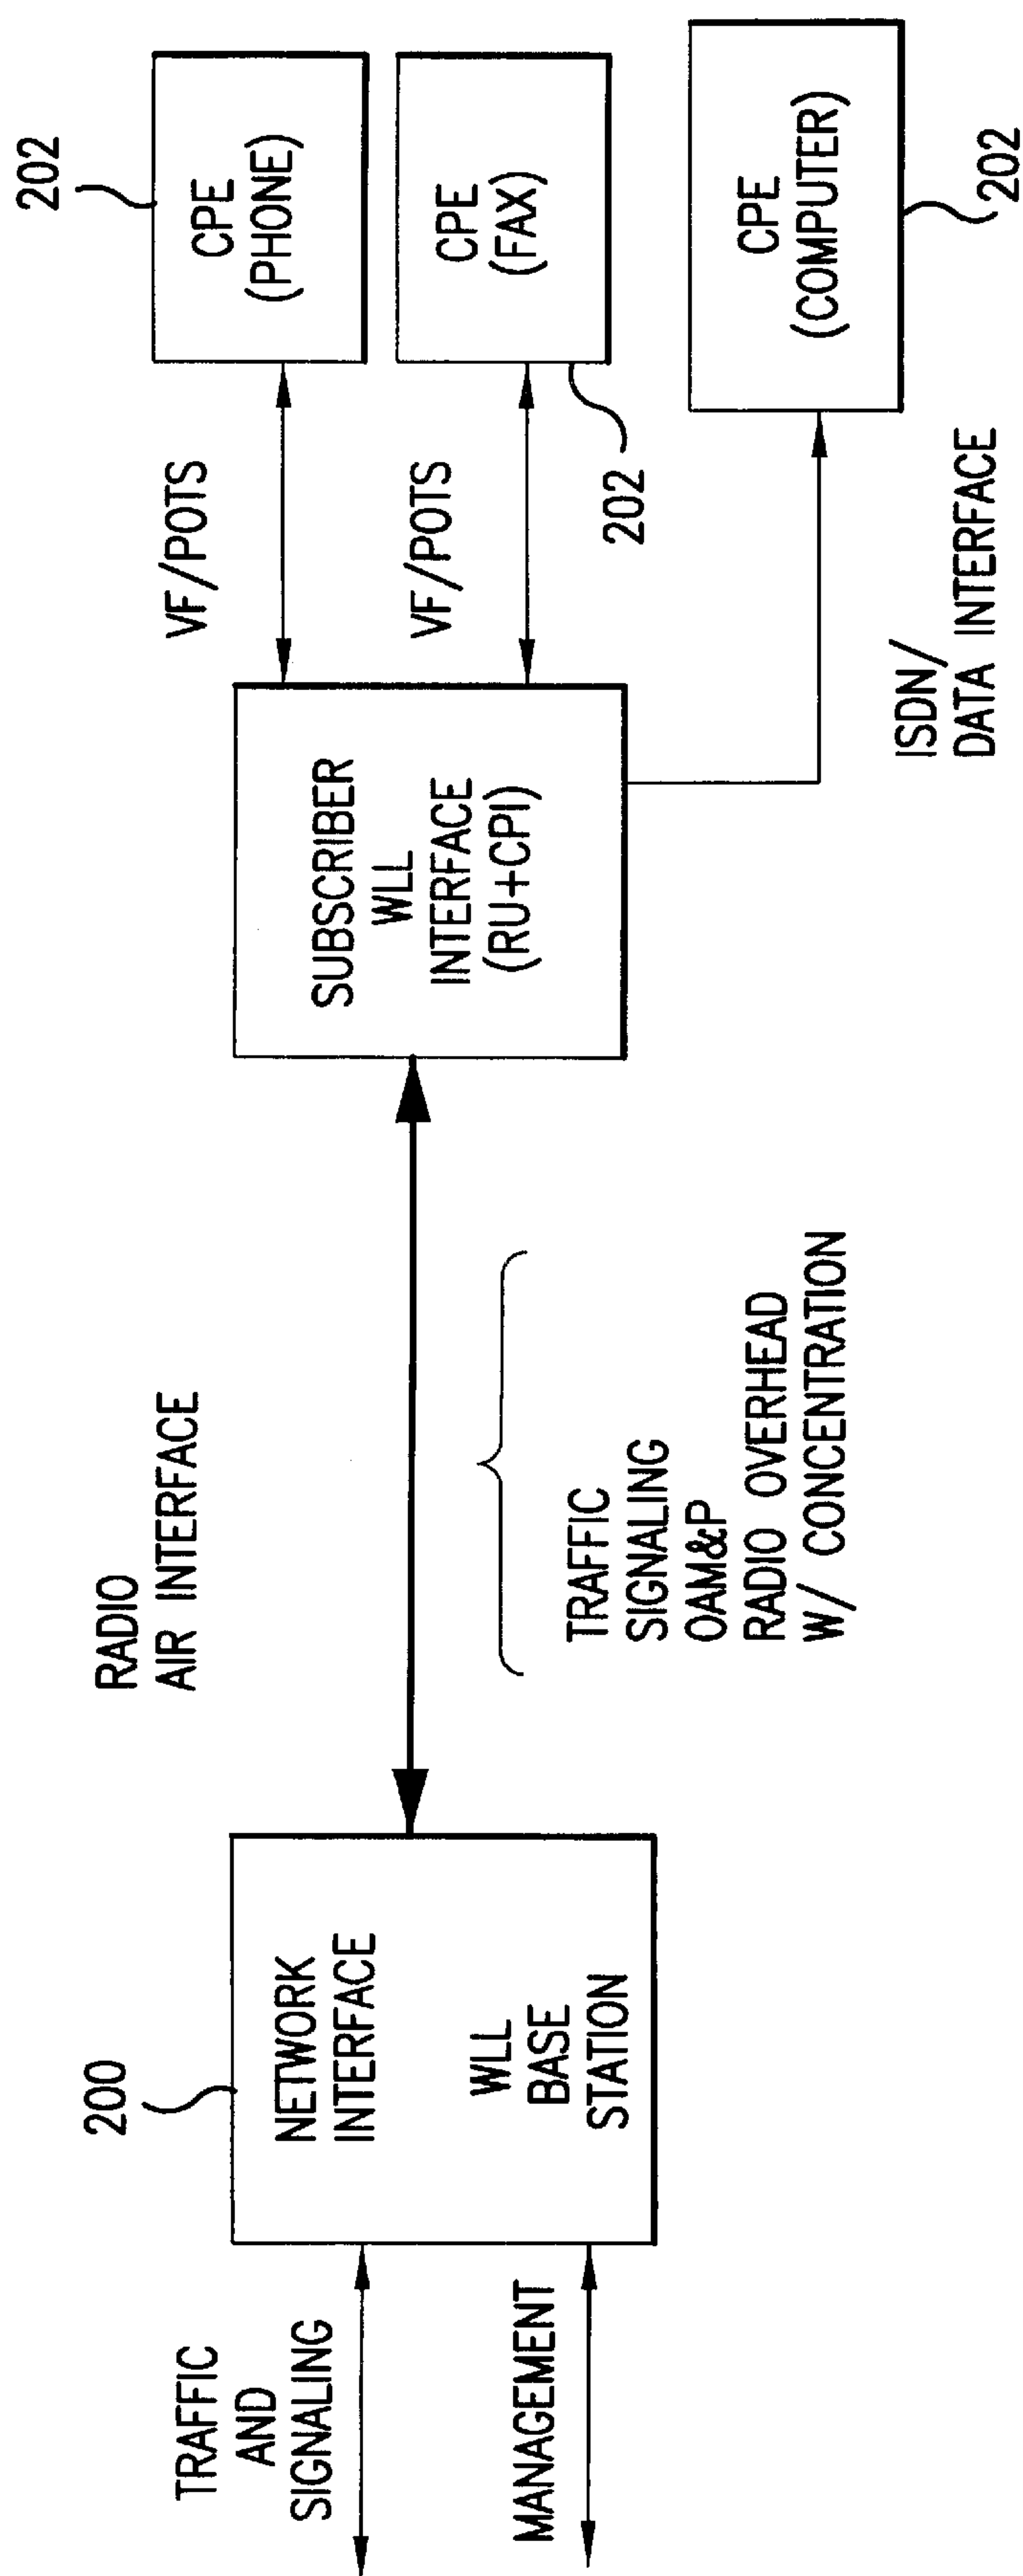 TRAFFIC
AND
SIGNALING
MANAGEMENT
200
NETWORK
INTERFACE
WLL
BASE
STATION
RADIO
AIR INTERFACE
TRAFFIC
SIGNALING
OAM&P
RADIO OVERHEAD
W/ CONCENTRATION
SUBSCRIBER
WLL
INTERFACE
(RU+CPI)
VF/POTS
VF/POTS
ISDN/
DATA INTERFACE
202
CPE
(PHONE)
CPE
(FAX)
202
CPE
(COMPUTER)
202